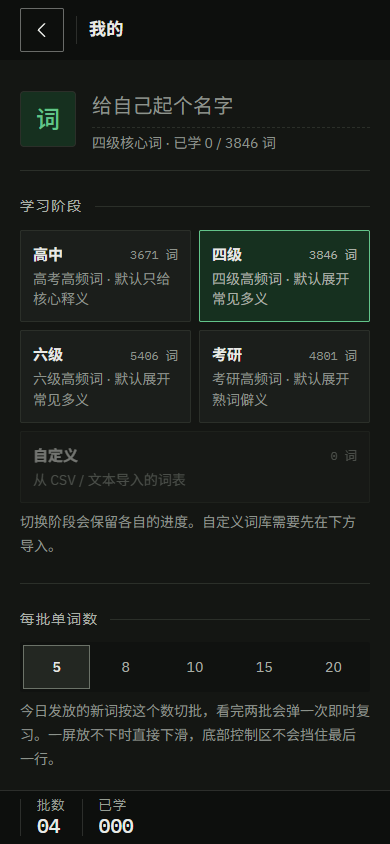 我的
词
给自己起个名字
四级核心词 · 已学 0 / 3846 词
学习阶段
高中 3671 词
高考高频词 · 默认只给
核心释义
四级 3846 词
四级高频词 · 默认展开
常见多义
六级 5406 词
六级高频词 · 默认展开
常见多义
考研 4801 词
考研高频词 · 默认展开
熟词僻义
自定义 0 词
从 CSV / 文本导入的词表
切换阶段会保留各自的进度。自定义词库需要先在下方
导入。
每批单词数
5 8 10 15 20
今日发放的新词按这个数切批，看完两批会弹一次即时复
习。一屏放不下时直接下滑，底部控制区不会挡住最后
一行。
批数 已学
04 000